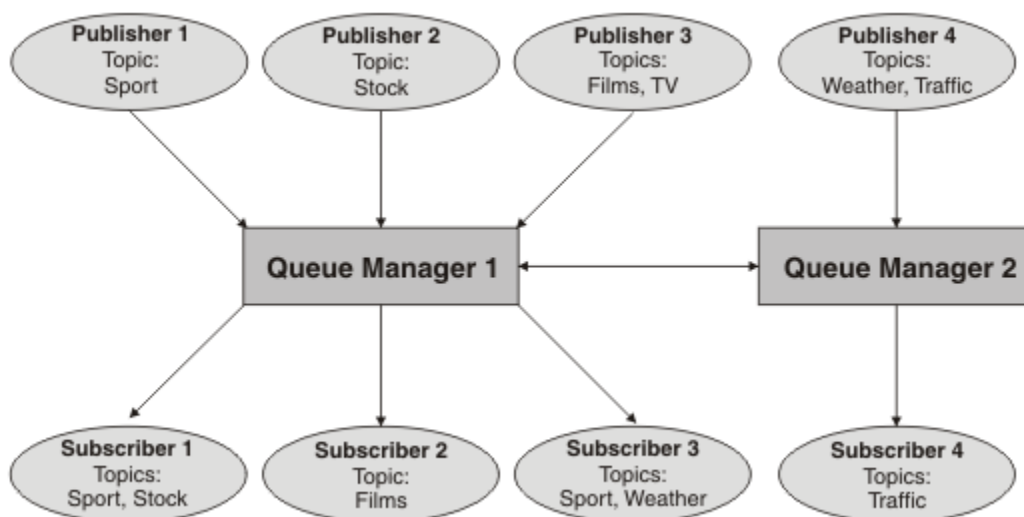 Publisher 1
Topic:
Sport
Publisher 2
Topic:
Stock
Publisher 3
Topics:
Films, TV
Publisher 4
Topics:
Weather, Traffic
Queue Manager 1
Queue Manager 2
Subscriber 1
Topics:
Sport, Stock
Subscriber 2
Topic:
Films
Subscriber 3
Topics:
Sport, Weather
Subscriber 4
Topics:
Traffic